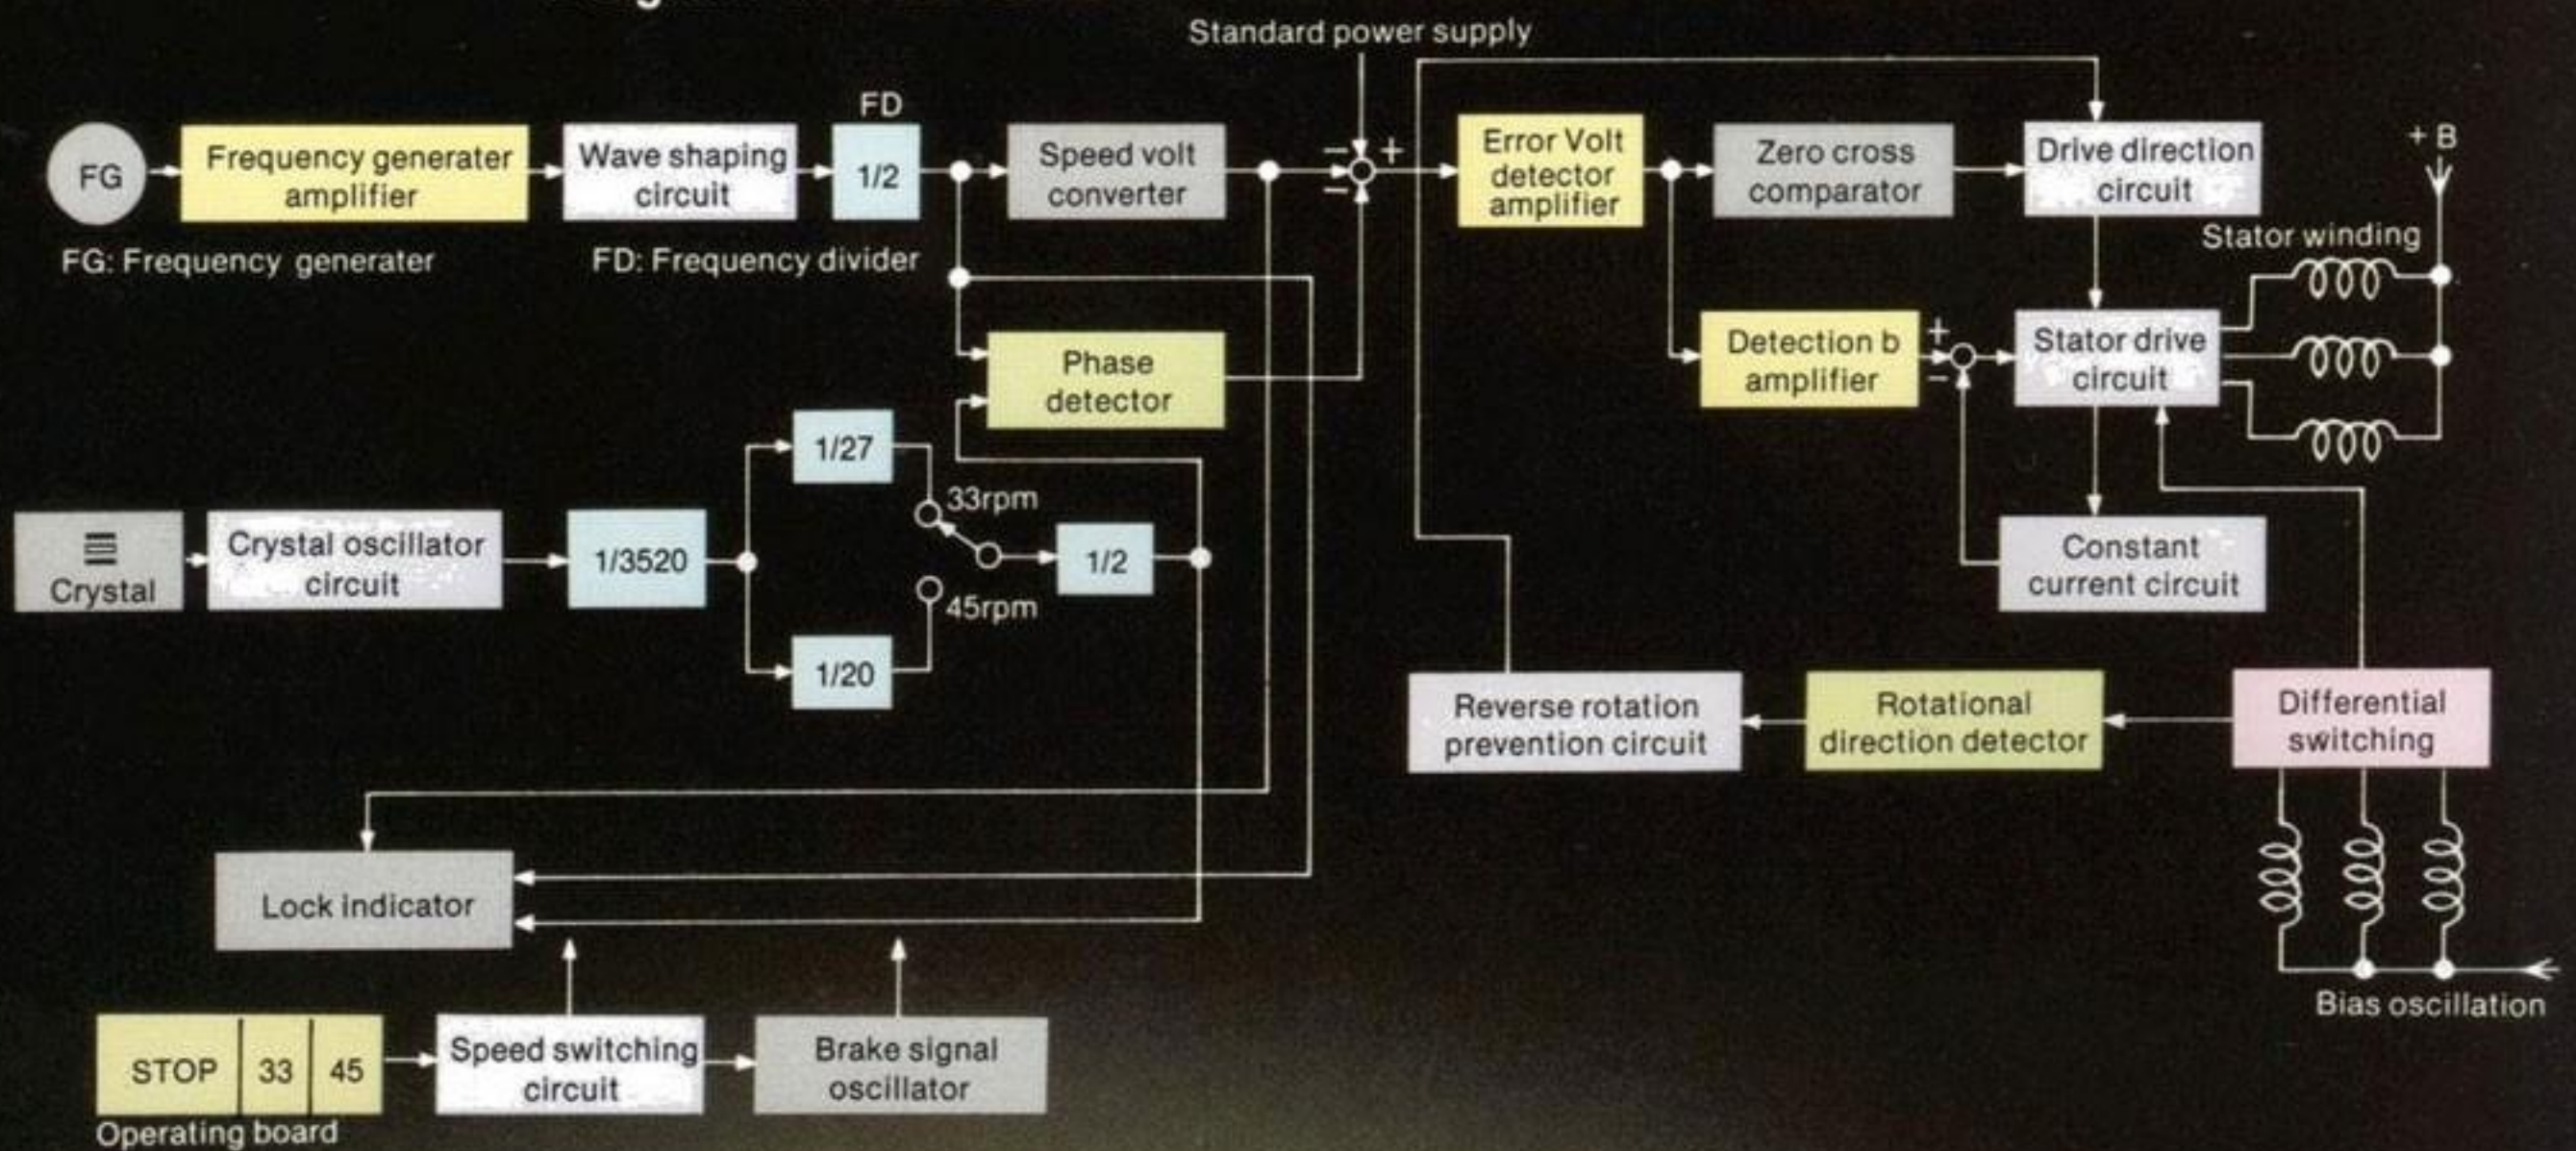 Standard power supply
FD
+ B
FG
Frequency generater
amplifier
Wave shaping
circuit
1/2
Speed volt
converter
−
+
−
Error Volt
detector
amplifier
Zero cross
comparator
Drive direction
circuit
FG: Frequency generater
FD: Frequency divider
Stator winding
Phase
detector
Detection b
amplifier
+
−
Stator drive
circuit
1/27
33rpm
Crystal
Crystal oscillator
circuit
1/3520
1/2
45rpm
1/20
Constant
current circuit
Reverse rotation
prevention circuit
Rotational
direction detector
Differential
switching
Lock indicator
Bias oscillation
STOP 33 45
Operating board
Speed switching
circuit
Brake signal
oscillator